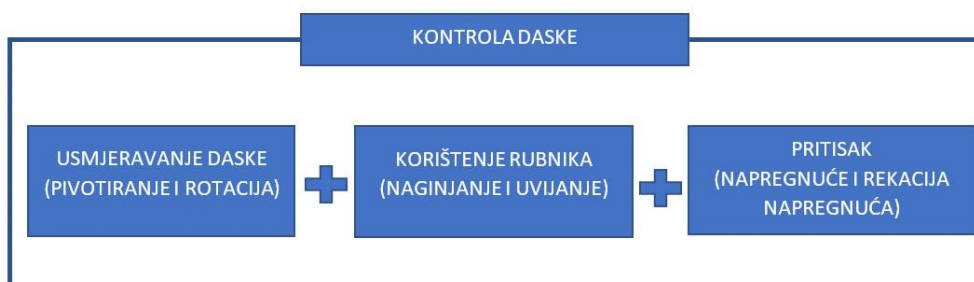 KONTROLA DASKE
USMJERAVANJE DASKE
(PIVOTIRANJE I ROTACIJA)
KORIŠTENJE RUBNIKA
(NAGINJANJE I UVIJANJE)
PRITISAK
(NAPREGNUĆE I REKACIJA
NAPREGNUĆA)